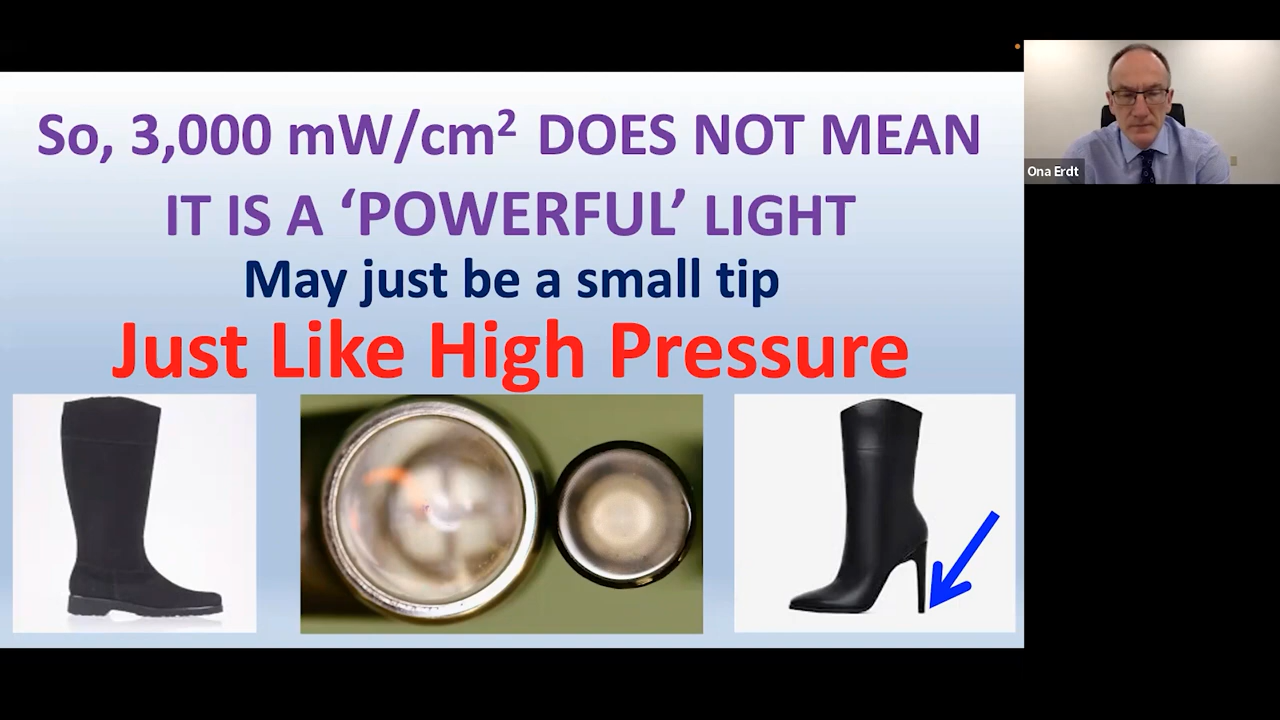 So, 3,000 mW/cm² DOES NOT MEAN
IT IS A ‘POWERFUL’ LIGHT
May just be a small tip
Just Like High Pressure
Ona Erdt